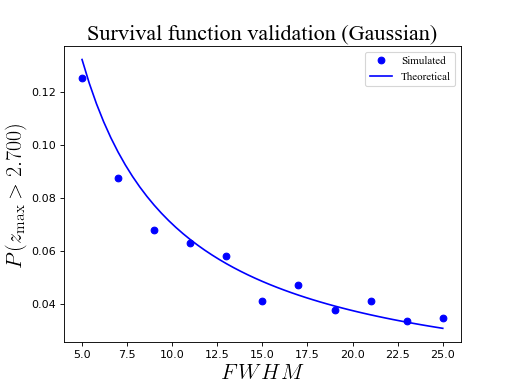 Survival function validation (Gaussian)
Simulated
Theoretical
P(z_max > 2.700)
0.12
0.10
0.08
0.06
0.04
5.0 7.5 10.0 12.5 15.0 17.5 20.0 22.5 25.0
FWHM